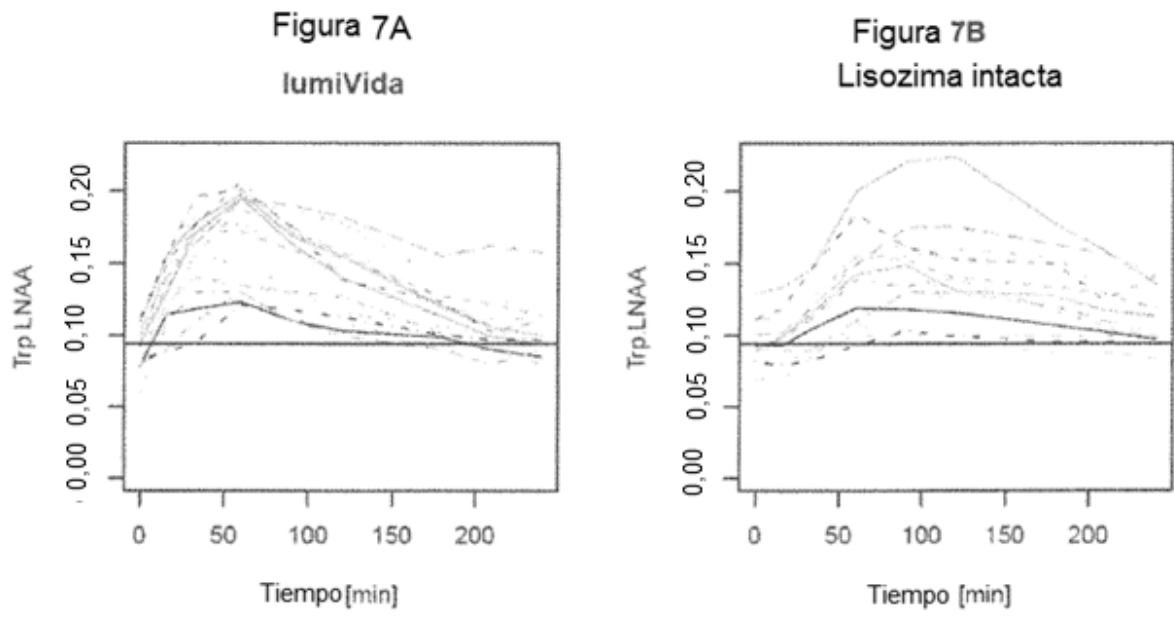 Figura 7A
lumiVida
Trp LNAA
0,20
0,15
0,10
0,05
0,00
0 50 100 150 200
Tiempo [min]
Figura 7B
Lisozima intacta
Trp LNAA
0,20
0,15
0,10
0,05
0,00
0 50 100 150 200
Tiempo [min]